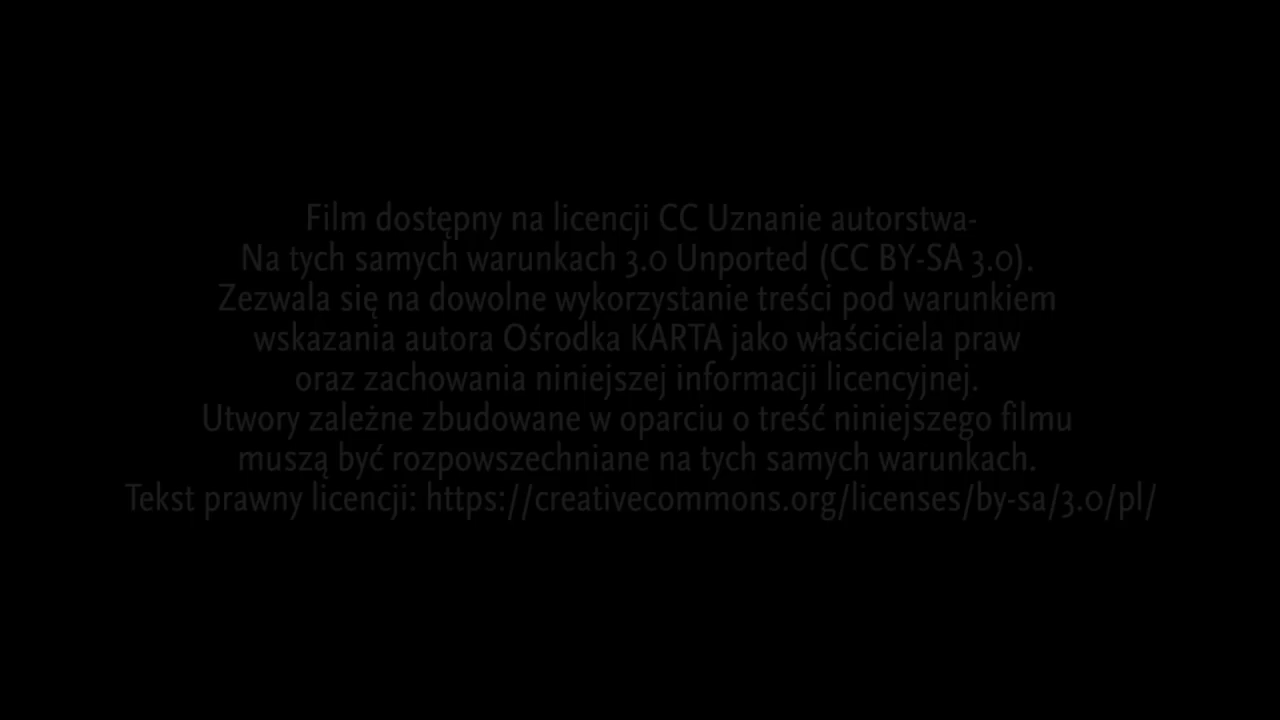 Film dostępny na licencji CC Uznanie autorstwa-
Na tych samych warunkach 3.0 Unported (CC BY-SA 3.0).
Zezwala się na dowolne wykorzystanie treści pod warunkiem
wskazania autora Ośrodka KARTA jako właściciela praw
oraz zachowania niniejszej informacji licencyjnej.
Utwory zależne zbudowane w oparciu o treść niniejszego filmu
muszą być rozpowszechniane na tych samych warunkach.
Tekst prawny licencji: https://creativecommons.org/licenses/by-sa/3.0/pl/